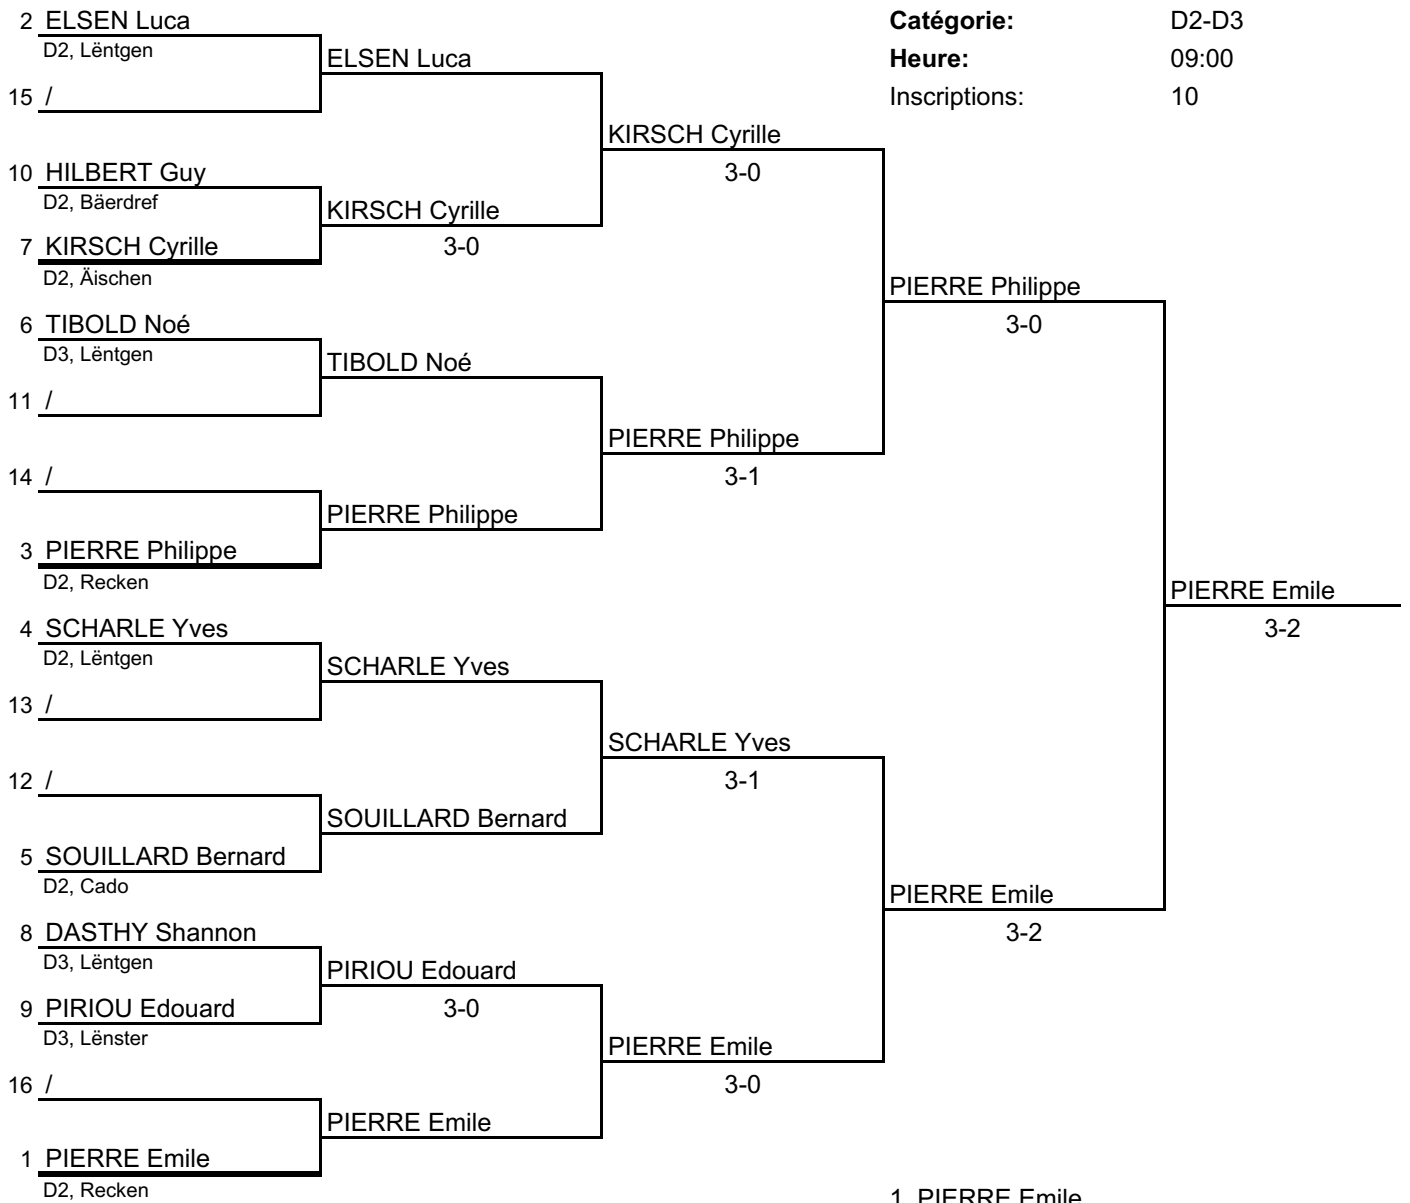 2 ELSEN Luca
D2, Lëntgen
15 /
10 HILBERT Guy
D2, Bäerdref
7 KIRSCH Cyrille
D2, Äischen
6 TIBOLD Noé
D3, Lëntgen
11 /
14 /
3 PIERRE Philippe
D2, Recken
4 SCHARLE Yves
D2, Lëntgen
13 /
12 /
5 SOUILLARD Bernard
D2, Cado
8 DASTHY Shannon
D3, Lëntgen
9 PIRIOU Edouard
D3, Lënster
16 /
1 PIERRE Emile
D2, Recken
ELSEN Luca
KIRSCH Cyrille
3-0
TIBOLD Noé
PIERRE Philippe
SCHARLE Yves
SOUILLARD Bernard
PIRIOU Edouard
3-0
PIERRE Emile
KIRSCH Cyrille
3-0
PIERRE Philippe
3-1
SCHARLE Yves
3-1
PIERRE Emile
3-0
Catégorie: D2-D3
Heure: 09:00
Inscriptions: 10
PIERRE Philippe
3-0
PIERRE Emile
3-2
PIERRE Emile
3-2
1 PIERRE Emile